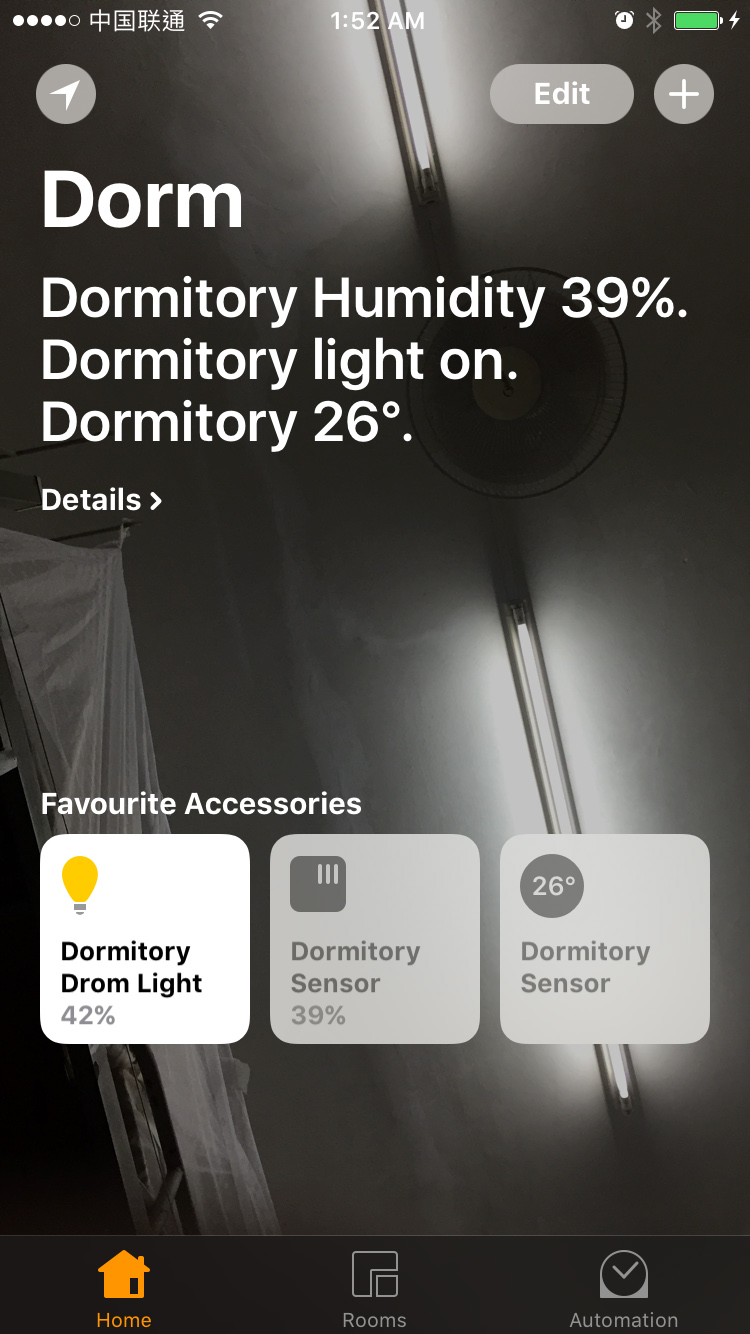 中国联通
1:52 AM
Edit
Dorm
Dormitory Humidity 39%.
Dormitory light on.
Dormitory 26°.
Details
Favourite Accessories
Dormitory
Drom Light
42%
Dormitory
Sensor
39%
26°
Dormitory
Sensor
Home
Rooms
Automation